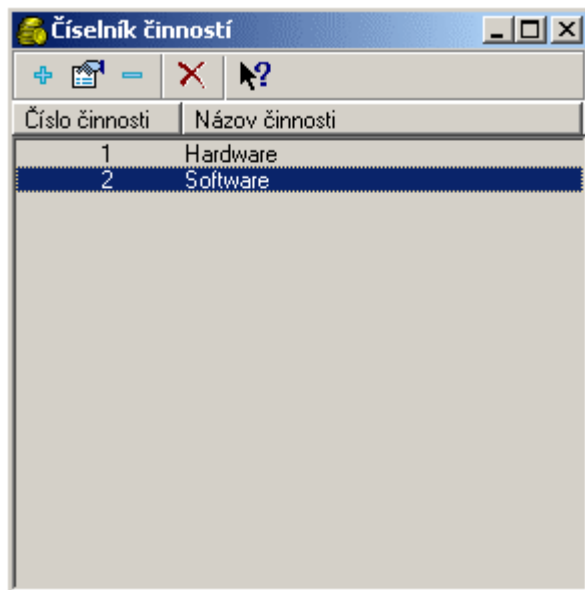 Číselník činností
Číslo činnosti Názov činnosti
1 Hardware
2 Software